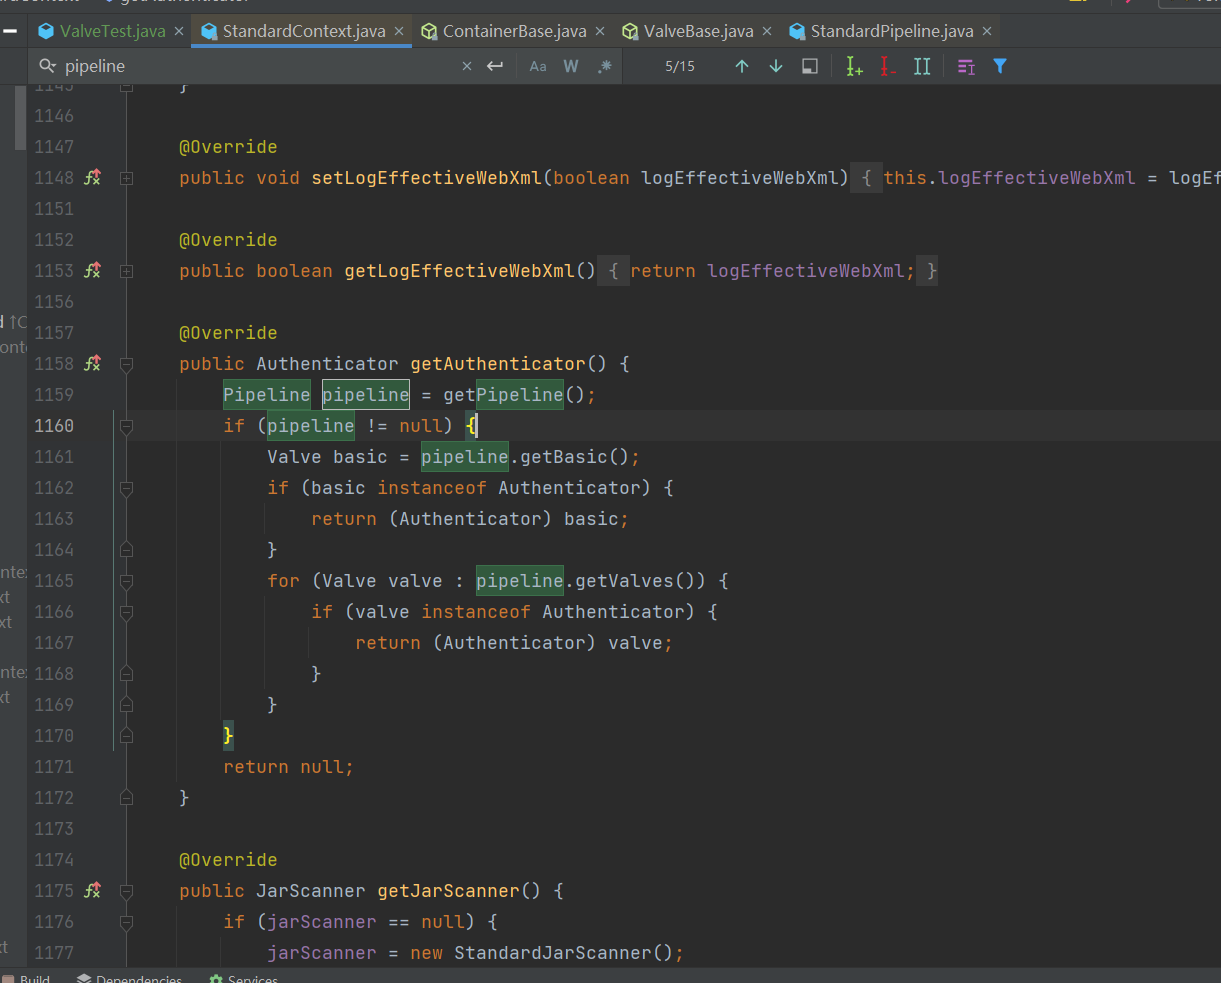 ValveTest.java × StandardContext.java × ContainerBase.java × ValveBase.java × StandardPipeline.java ×
pipeline × Aa W .* 5/15
1145 }
1146
1147 @Override
1148 public void setLogEffectiveWebXml(boolean logEffectiveWebXml) { this.logEffectiveWebXml = logEf
1151
1152 @Override
1153 public boolean getLogEffectiveWebXml() { return logEffectiveWebXml; }
1156
1157 @Override
1158 public Authenticator getAuthenticator() {
1159 Pipeline pipeline = getPipeline();
1160 if (pipeline != null) {
1161 Valve basic = pipeline.getBasic();
1162 if (basic instanceof Authenticator) {
1163 return (Authenticator) basic;
1164 }
1165 for (Valve valve : pipeline.getValves()) {
1166 if (valve instanceof Authenticator) {
1167 return (Authenticator) valve;
1168 }
1169 }
1170 }
1171 return null;
1172 }
1173
1174 @Override
1175 public JarScanner getJarScanner() {
1176 if (jarScanner == null) {
1177 jarScanner = new StandardJarScanner();
Build Dependencies Services